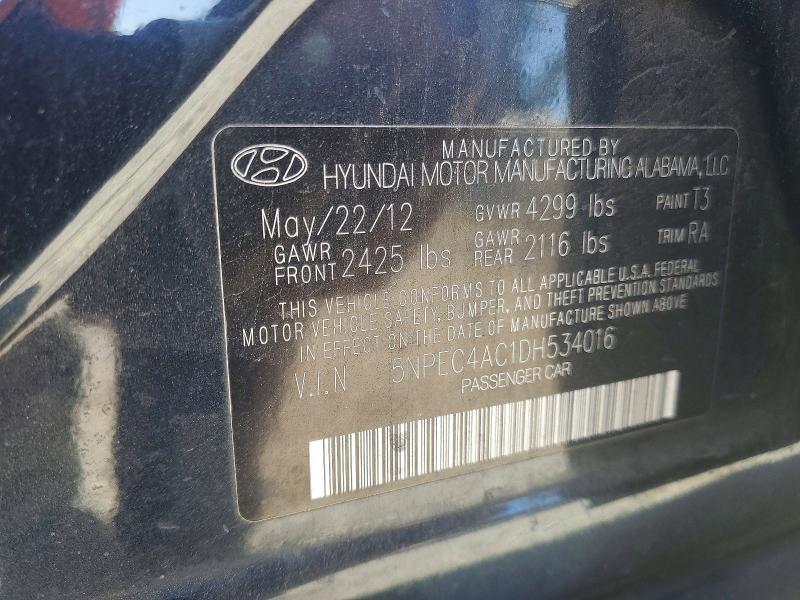 MANUFACTURED BY
HYUNDAI MOTOR MANUFACTURING ALABAMA, LLC
May/22/12 GVWR 4299 lbs PAINT T3
GAWR FRONT 2425 lbs GAWR REAR 2116 lbs TRIM RA
THIS VEHICLE CONFORMS TO ALL APPLICABLE U.S.A. FEDERAL
MOTOR VEHICLE SAFETY, BUMPER, AND THEFT PREVENTION STANDARDS
IN EFFECT ON THE DATE OF MANUFACTURE SHOWN ABOVE
V.I.N 5NPEC4AC1DH534016
PASSENGER CAR